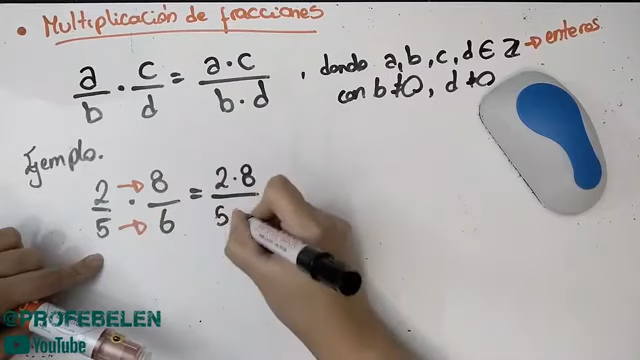 • Multiplicación de fracciones
a/b · c/d = a·c/b·d , donde a, b, c, d ∈ ℤ → enteros
con b ≠ 0, d ≠ 0
Ejemplo.
2/5 · 8/6 = 2·8/5
@PROFEBELEN
YouTube